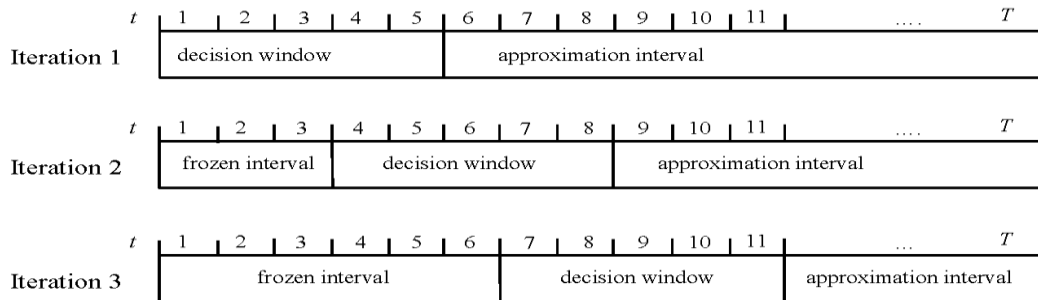 t 1 2 3 4 5 6 7 8 9 10 11 .... T
Iteration 1 decision window approximation interval
t 1 2 3 4 5 6 7 8 9 10 11 .... T
Iteration 2 frozen interval decision window approximation interval
t 1 2 3 4 5 6 7 8 9 10 11 ... T
Iteration 3 frozen interval decision window approximation interval